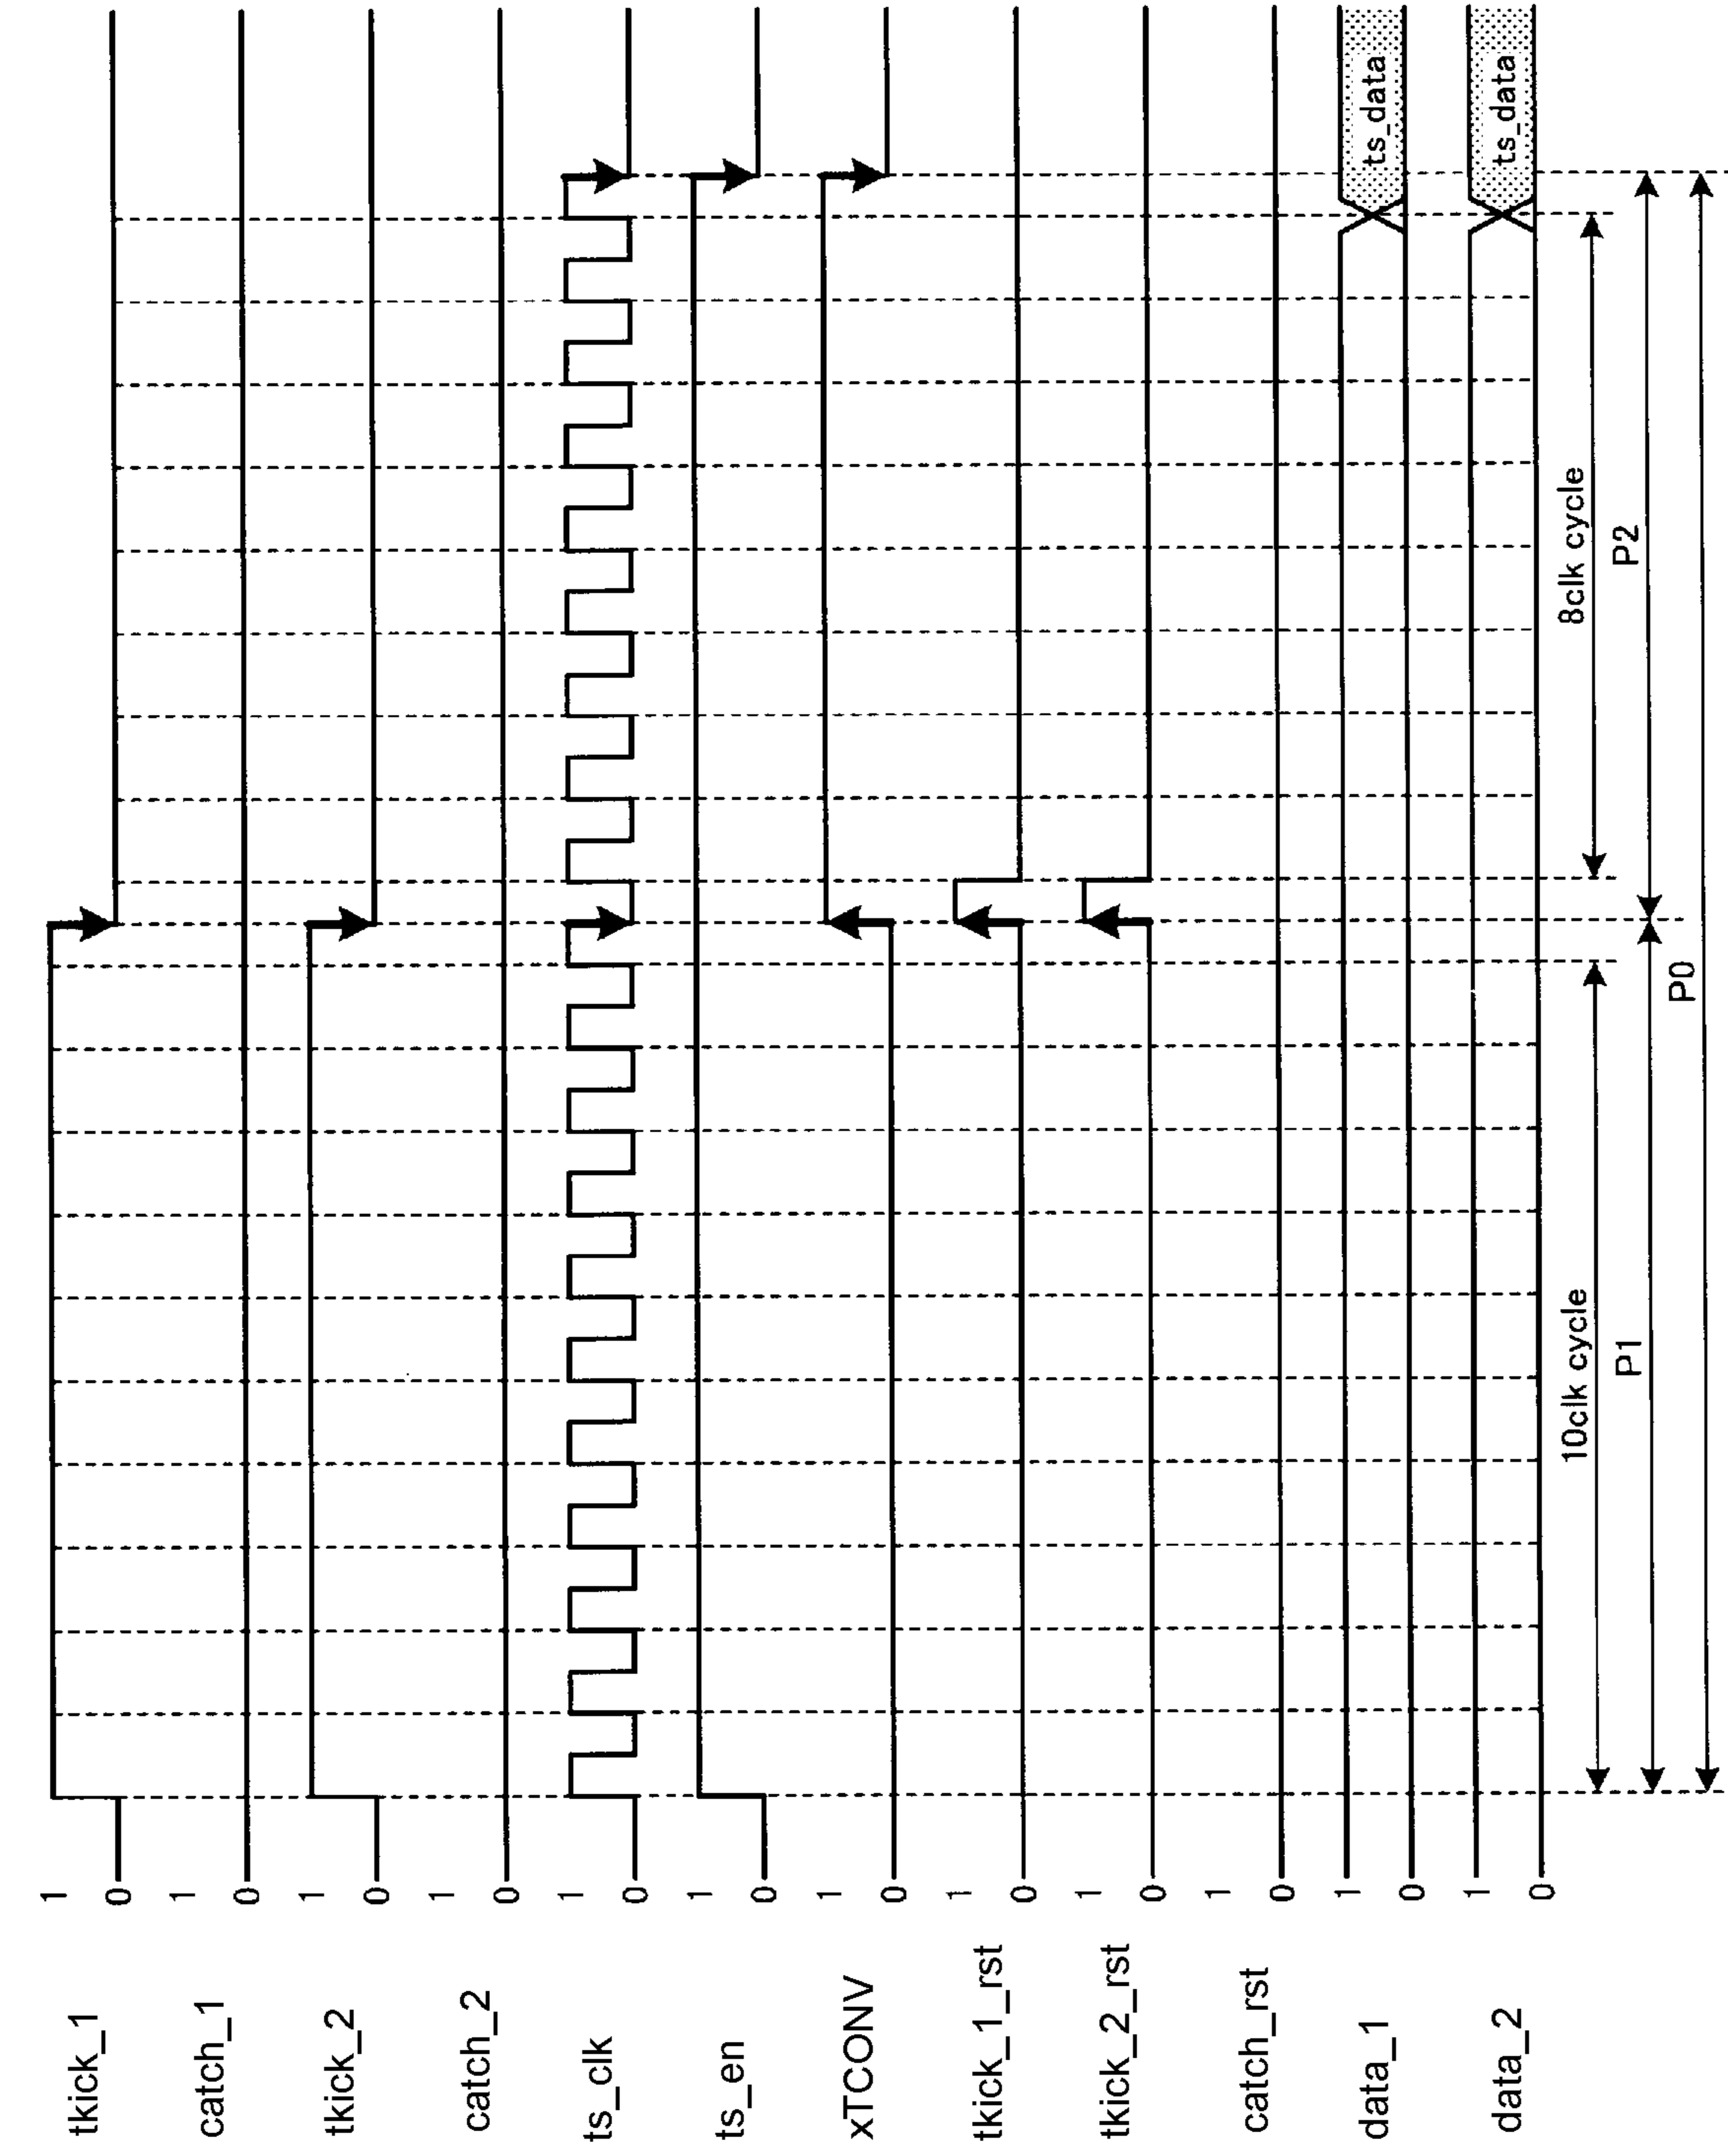 tkick_1 1 0
catch_1 1 0
tkick_2 1 0
catch_2 1 0
ts_clk 1 0
ts_en 1 0
xTCONV 1 0
tkick_1_rst 1 0
tkick_2_rst 1 0
catch_rst 1 0
data_1 1 0 ts_data
data_2 1 0 ts_data
10clk cycle 8clk cycle
P1 P2
P0